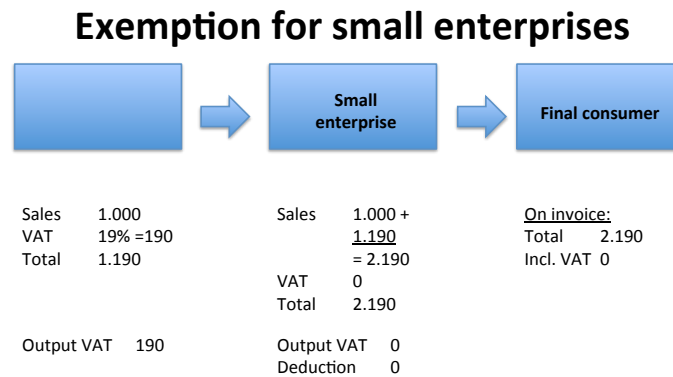 Exemption for small enterprises
Small
enterprise
Final consumer
Sales 1.000
VAT 19% =190
Total 1.190
Output VAT 190
Sales 1.000 +
1.190
= 2.190
VAT 0
Total 2.190
Output VAT 0
Deduction 0
On invoice:
Total 2.190
Incl. VAT 0